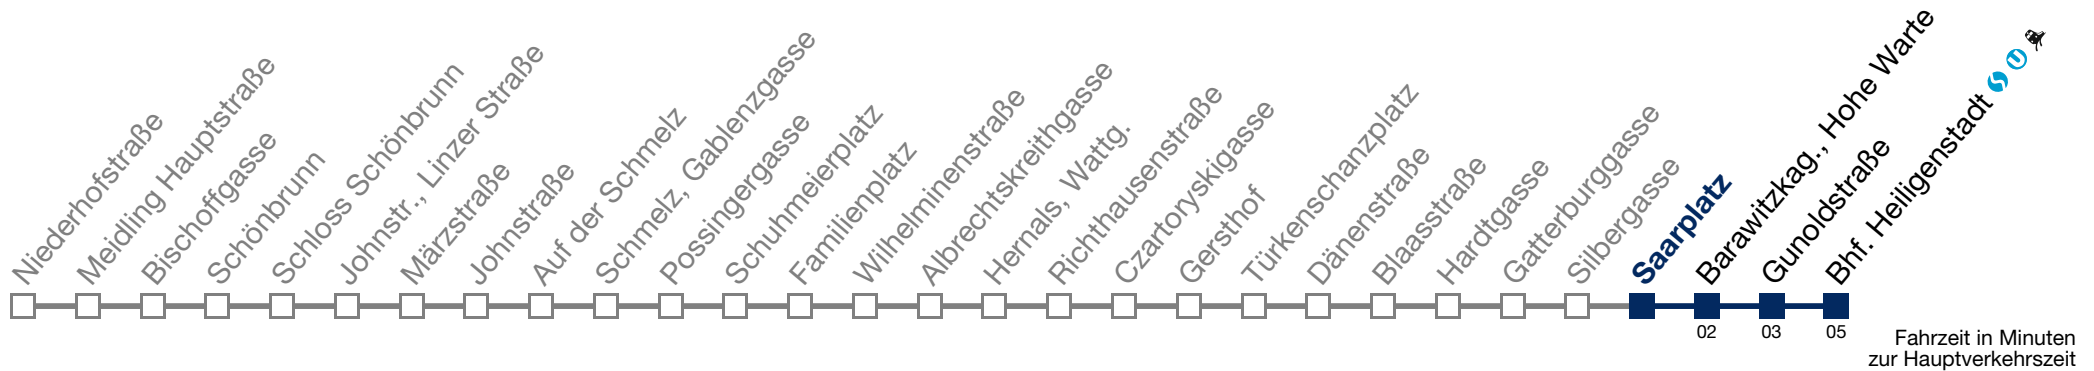 Niederhofstraße
Meidling Hauptstraße
Bischoffgasse
Schönbrunn
Schloss Schönbrunn
Johnstr., Linzer Straße
Märzstraße
Johnstraße
Auf der Schmelz
Schmelz, Gablenzgasse
Possingergasse
Schuhmeierplatz
Familienplatz
Wilhelminenstraße
Albrechtskreithgasse
Hernals, Wattg.
Richthausenstraße
Czartoryskigasse
Gersthof
Türkenschanzplatz
Dänenstraße
Blaasstraße
Hardtgasse
Gatterburggasse
Silbergasse
Saarplatz
Barawitzkag., Hohe Warte
Gunoldstraße
Bhf. Heiligenstadt S U
02
03
05
Fahrzeit in Minuten
zur Hauptverkehrszeit